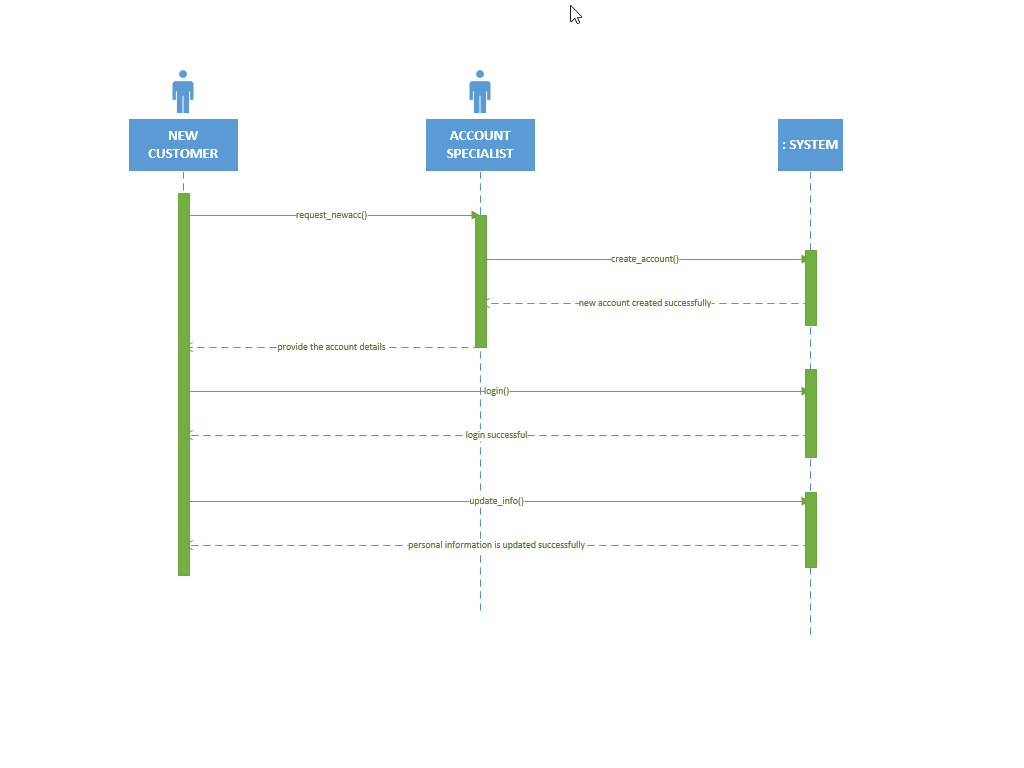 NEW
CUSTOMER
ACCOUNT
SPECIALIST
: SYSTEM
request_newacc()
create_account()
new account created successfully
provide the account details
login()
login successful
update_info()
personal information is updated successfully